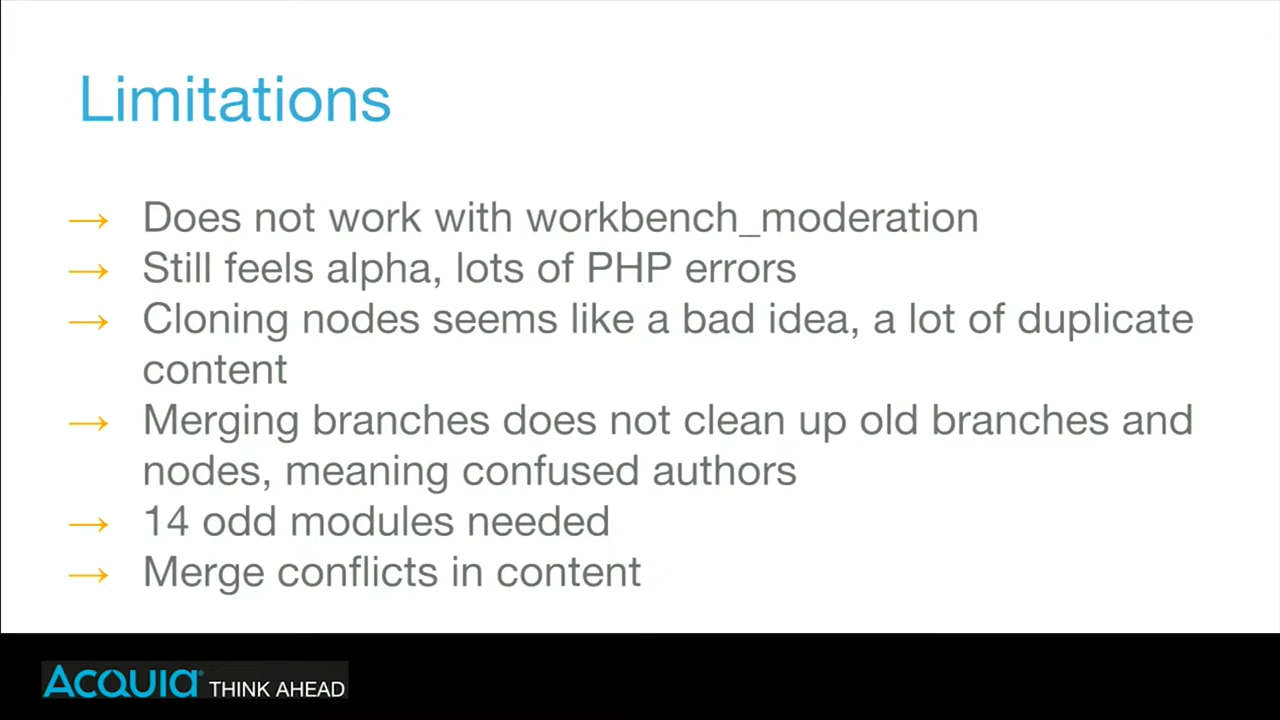 Limitations
→ Does not work with workbench_moderation
→ Still feels alpha, lots of PHP errors
→ Cloning nodes seems like a bad idea, a lot of duplicate
content
→ Merging branches does not clean up old branches and
nodes, meaning confused authors
→ 14 odd modules needed
→ Merge conflicts in content
ACQUIA THINK AHEAD